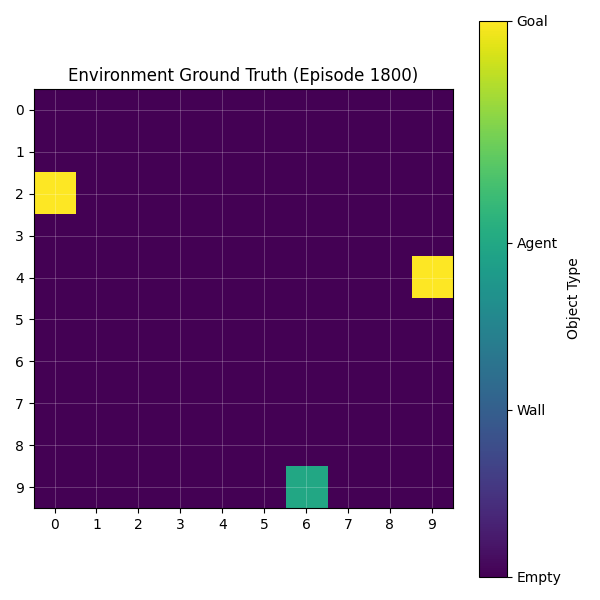 Environment Ground Truth (Episode 1800)
Goal
0
1
2
3
Agent
4
Object Type
5
6
7
Wall
8
9
0 1 2 3 4 5 6 7 8 9
Empty